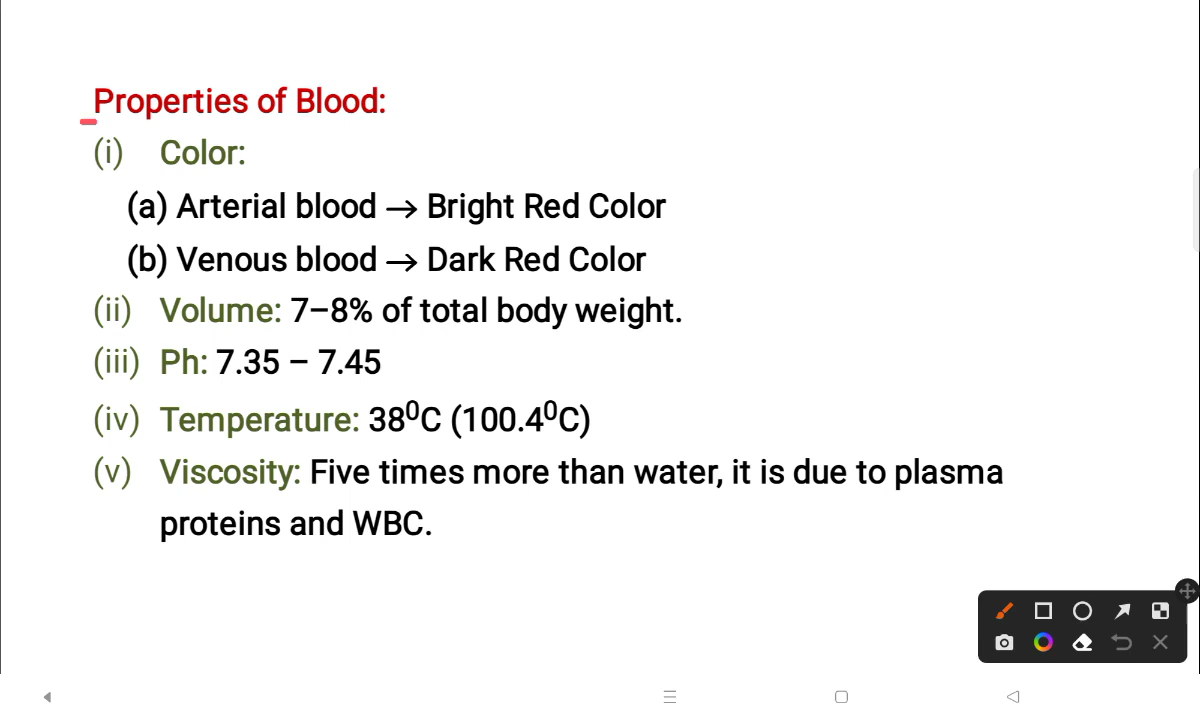 Properties of Blood:
(i) Color:
(a) Arterial blood → Bright Red Color
(b) Venous blood → Dark Red Color
(ii) Volume: 7–8% of total body weight.
(iii) Ph: 7.35 – 7.45
(iv) Temperature: 38⁰C (100.4⁰C)
(v) Viscosity: Five times more than water, it is due to plasma
proteins and WBC.